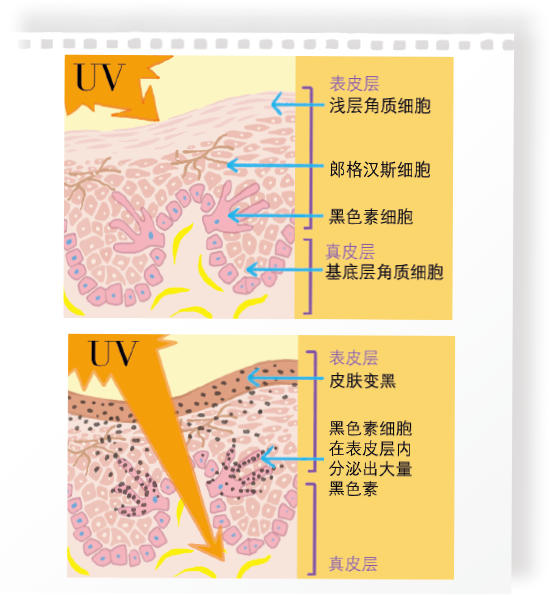 UV
表皮层
浅层角质细胞
郎格汉斯细胞
黑色素细胞
真皮层
基底层角质细胞
UV
表皮层
皮肤变黑
黑色素细胞
在表皮层内
分泌出大量
黑色素
真皮层